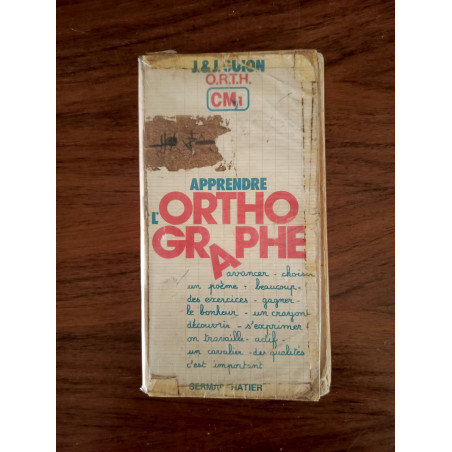 J. & J. GUION
O.R.T.H.
CM1
APPRENDRE
L'ORTHO
GRAPHE
avancer - choisir
un poème - beaucoup
des exercices - gagner
le bonheur - un crayon
découvrir - s'exprimer
on travaille - actif
un cavalier - des qualités
c'est important
HATIER